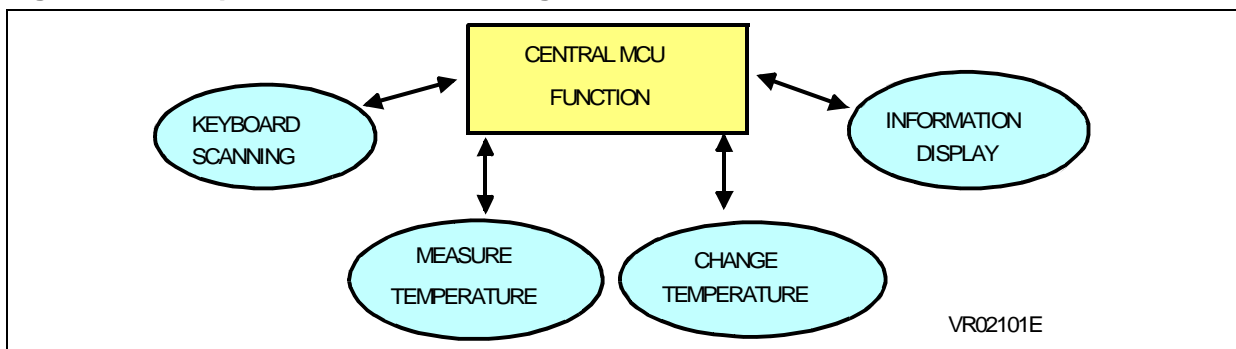 CENTRAL MCU
FUNCTION
KEYBOARD
SCANNING
INFORMATION
DISPLAY
MEASURE
TEMPERATURE
CHANGE
TEMPERATURE
VR02101E